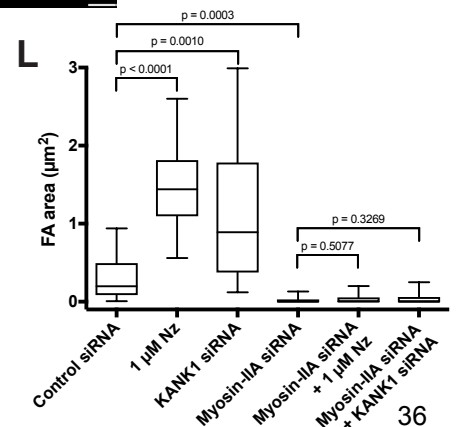 L
p = 0.0003
p = 0.0010
p < 0.0001
3
2
1
0
FA area (µm²)
p = 0.3269
p = 0.5077
Control siRNA
1 µM Nz
KANK1 siRNA
Myosin-IIA siRNA
Myosin-IIA siRNA
+ 1 µM Nz
Myosin-IIA siRNA
+ KANK1 siRNA
36